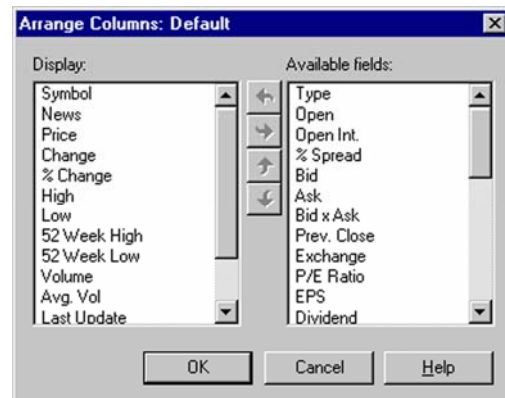 Arrange Columns: Default
Display:
Symbol
News
Price
Change
% Change
High
Low
52 Week High
52 Week Low
Volume
Avg. Vol
Last Update
Available fields:
Type
Open
Open Int.
% Spread
Bid
Ask
Bid x Ask
Prev. Close
Exchange
P/E Ratio
EPS
Dividend
OK
Cancel
Help